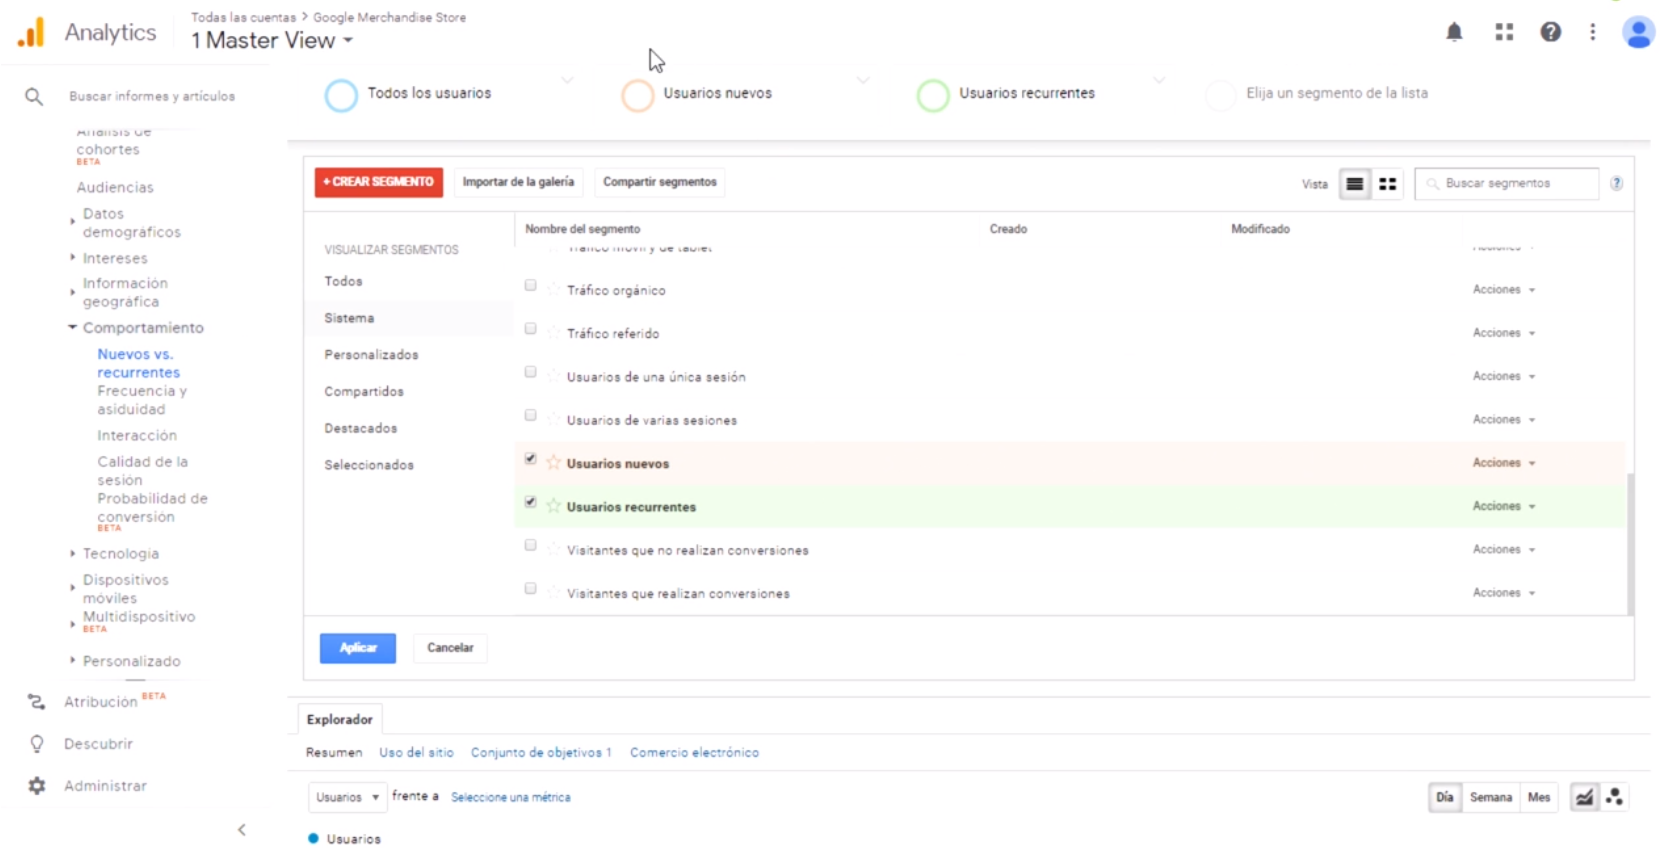 Todas las cuentas > Google Merchandise Store
Analytics
1 Master View
Buscar informes y artículos
Todos los usuarios
Usuarios nuevos
Usuarios recurrentes
Elija un segmento de la lista
Análisis de
cohortes
BETA
Audiencias
Datos
demográficos
Intereses
Información
geográfica
Comportamiento
Nuevos vs.
recurrentes
Frecuencia y
asiduidad
Interacción
Calidad de la
sesión
Probabilidad de
conversión
BETA
Tecnología
Dispositivos
móviles
Multidispositivo
BETA
Personalizado
Atribución BETA
Descubrir
Administrar
+ CREAR SEGMENTO
Importar de la galería
Compartir segmentos
Vista
Buscar segmentos
?
VISUALIZAR SEGMENTOS
Todos
Sistema
Personalizados
Compartidos
Destacados
Seleccionados
Nombre del segmento Creado Modificado
Tráfico móvil y de tablet Acciones
Tráfico orgánico Acciones
Tráfico referido Acciones
Usuarios de una única sesión Acciones
Usuarios de varias sesiones Acciones
Usuarios nuevos Acciones
Usuarios recurrentes Acciones
Visitantes que no realizan conversiones Acciones
Visitantes que realizan conversiones Acciones
Aplicar Cancelar
Explorador
Resumen Uso del sitio Conjunto de objetivos 1 Comercio electrónico
Usuarios frente a Seleccione una métrica
Día Semana Mes
Usuarios